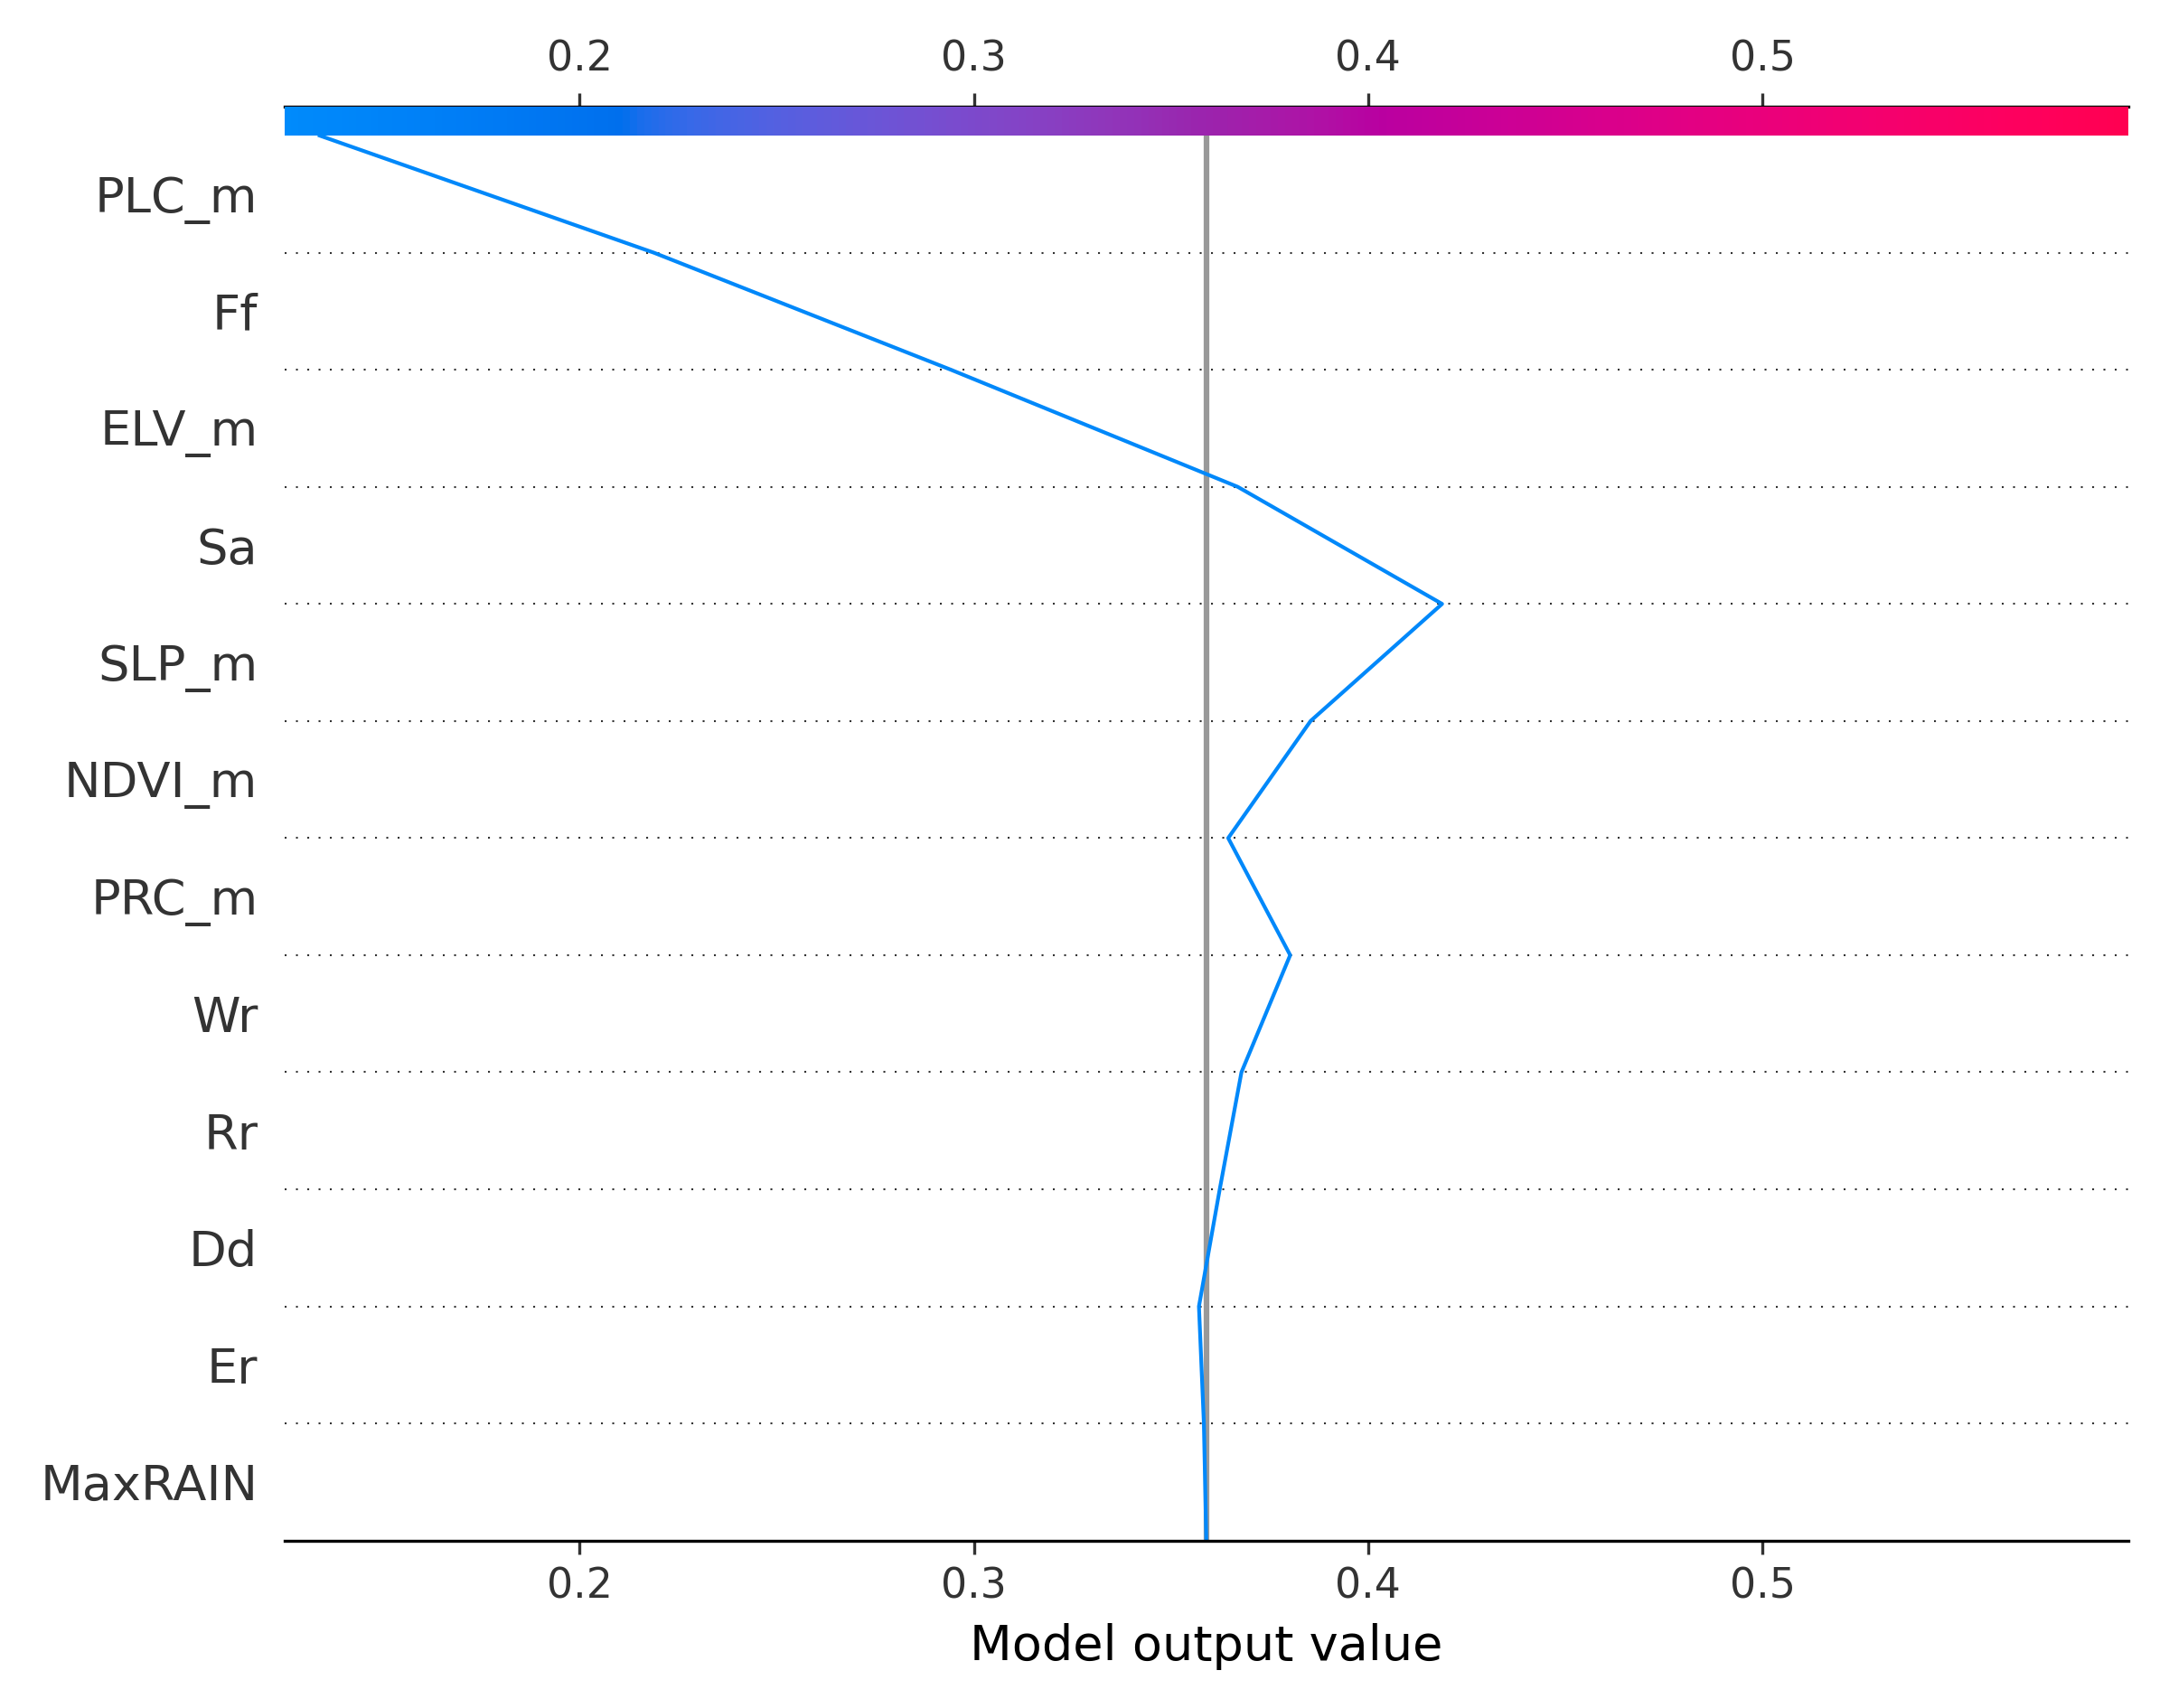 0.2 0.3 0.4 0.5
PLC_m
Ff
ELV_m
Sa
SLP_m
NDVI_m
PRC_m
Wr
Rr
Dd
Er
MaxRAIN
0.2 0.3 0.4 0.5
Model output value